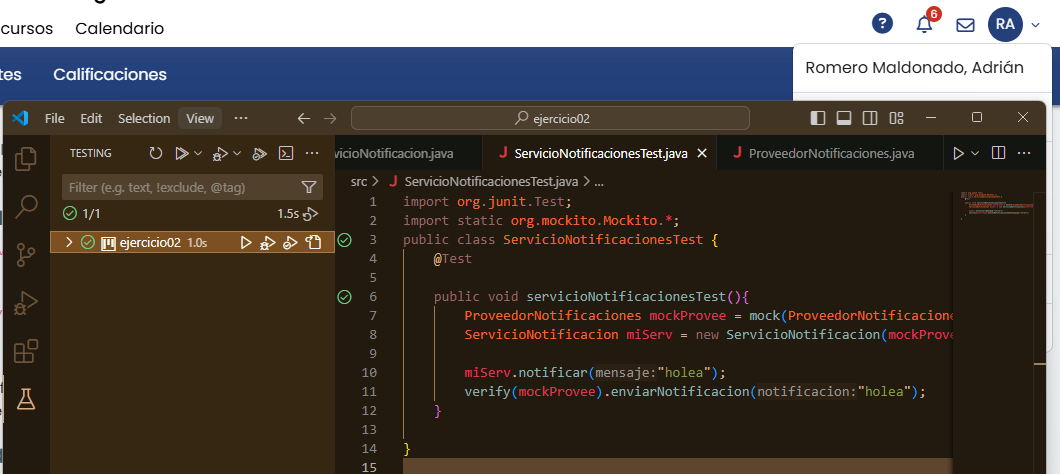 cursos Calendario
? 6 RA
tes Calificaciones
Romero Maldonado, Adrián
File Edit Selection View ··· ejercicio02
TESTING ···
vicioNotificacion.java J ServicioNotificacionesTest.java J ProveedorNotificaciones.java ···
Filter (e.g. text, !exclude, @tag)
src > J ServicioNotificacionesTest.java > ...
1/1 1.5s
ejercicio02 1.0s
1 import org.junit.Test;
2 import static org.mockito.Mockito.*;
3 public class ServicioNotificacionesTest {
4 @Test
5
6 public void servicioNotificacionesTest(){
7 ProveedorNotificaciones mockProvee = mock(ProveedorNotificacione
8 ServicioNotificacion miServ = new ServicioNotificacion(mockProve
9
10 miServ.notificar(mensaje:"holea");
11 verify(mockProvee).enviarNotificacion(notificacion:"holea");
12 }
13
14 }
15